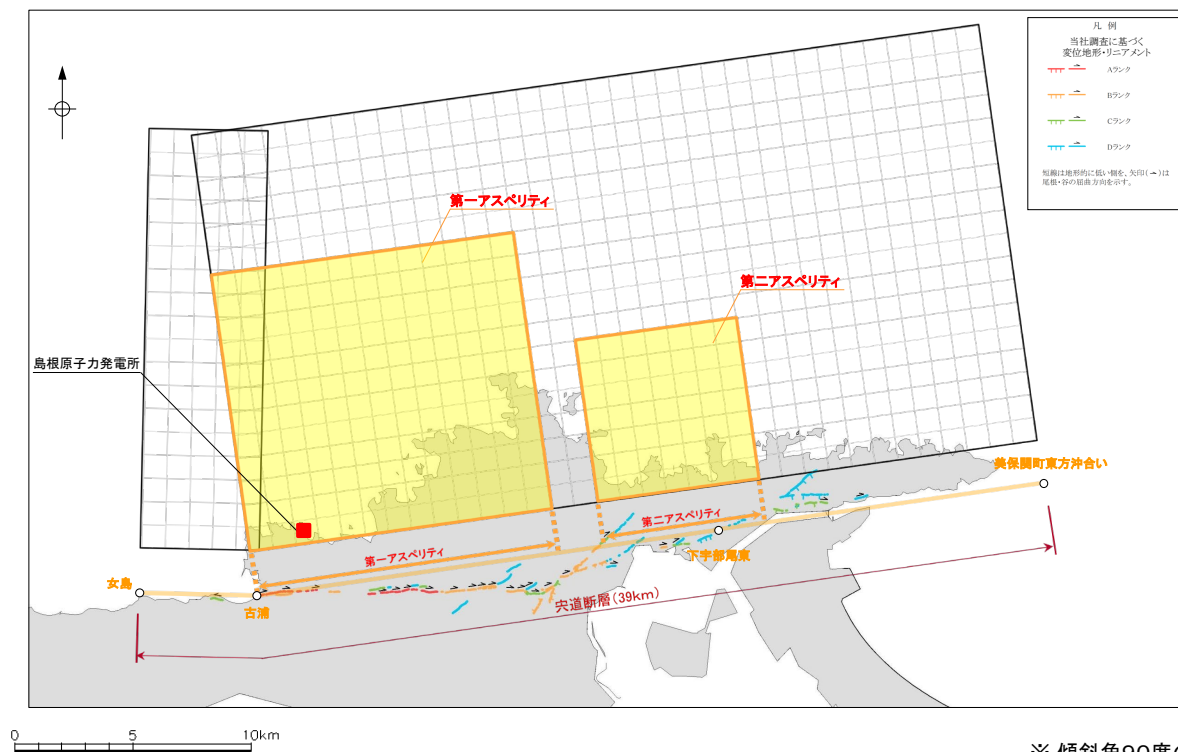 凡 例
当社調査に基づく
変位地形・リニアメント
Aランク
Bランク
Cランク
Dランク
短線は地形的に低い側を、矢印(→)は
尾根・谷の屈曲方向を示す。
第一アスペリティ
第二アスペリティ
島根原子力発電所
美保関町東方沖合い
第二アスペリティ
第一アスペリティ
下宇部尾東
女島
古浦
宍道断層(39km)
0 5 10km
※ 傾斜角90度